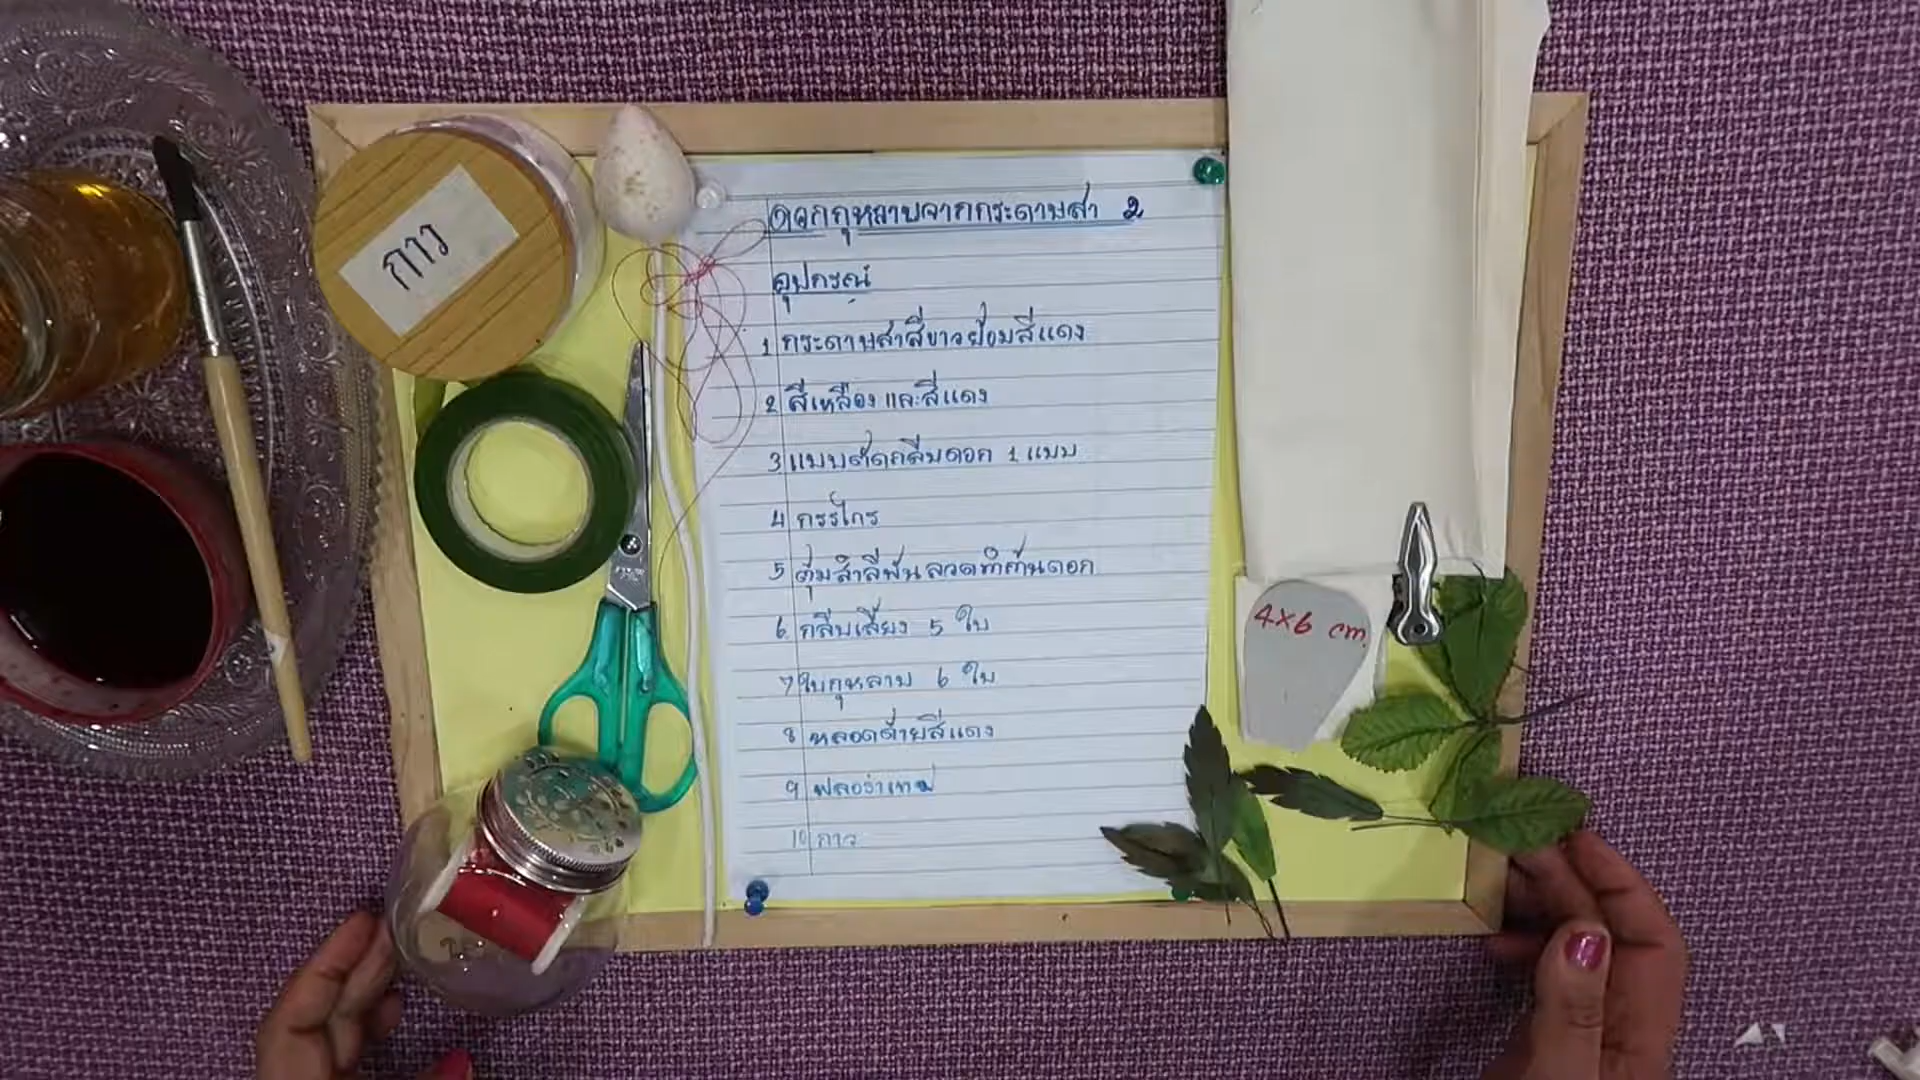 กาว
ดอกกุหลาบจากกระดาษสา 2
อุปกรณ์
1 กระดาษสาสีขาวย้อมสีแดง
2 สีเหลือง และสีแดง
3 แบบตัดกลีบดอก 1 แบบ
4 กรรไกร
5 ตุ้มสำลีพันลวดทำก้านดอก
6 กลีบเลี้ยง 5 ใบ
7 ใบกุหลาบ 6 ใบ
8 หลอดด้ายสีแดง
9 ฟลอร่าเทป
10 กาว
4x6 cm